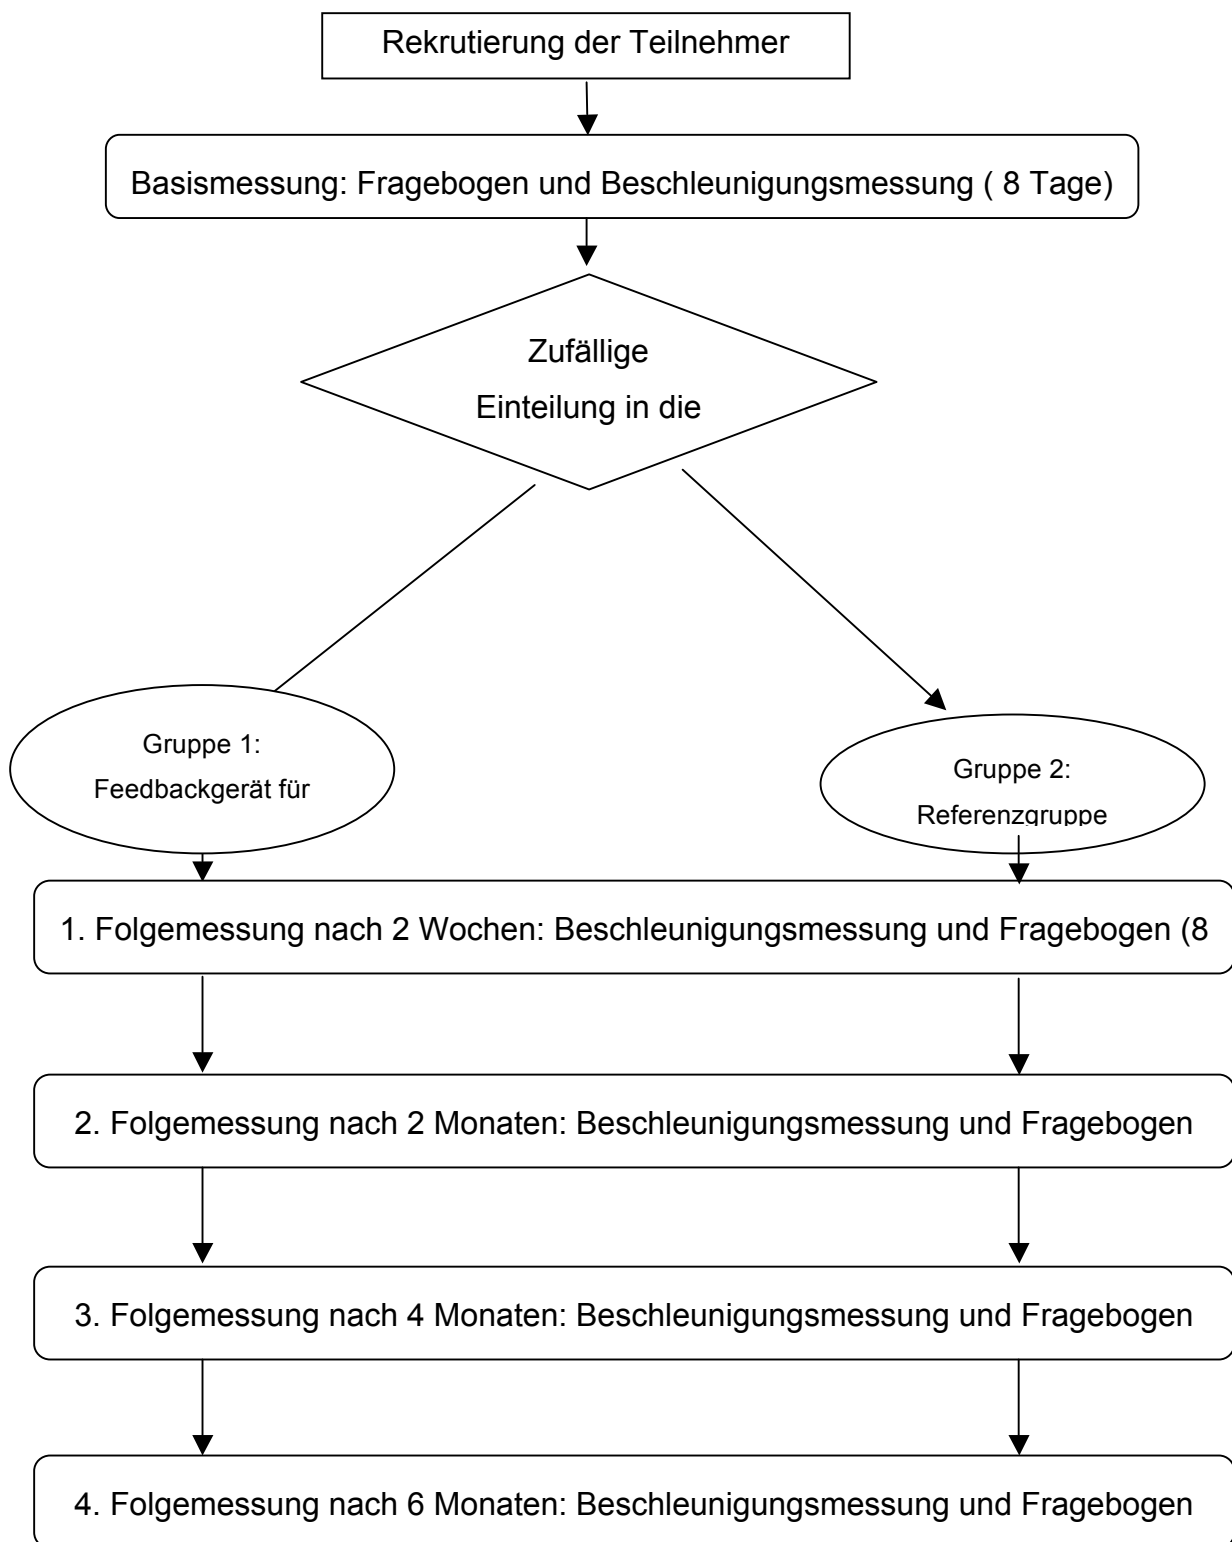 Rekrutierung der Teilnehmer
Basismessung: Fragebogen und Beschleunigungsmessung ( 8 Tage)
Zufällige
Einteilung in die
Gruppe 1:
Feedbackgerät für
Gruppe 2:
Referenzgruppe
1. Folgemessung nach 2 Wochen: Beschleunigungsmessung und Fragebogen (8
2. Folgemessung nach 2 Monaten: Beschleunigungsmessung und Fragebogen
3. Folgemessung nach 4 Monaten: Beschleunigungsmessung und Fragebogen
4. Folgemessung nach 6 Monaten: Beschleunigungsmessung und Fragebogen